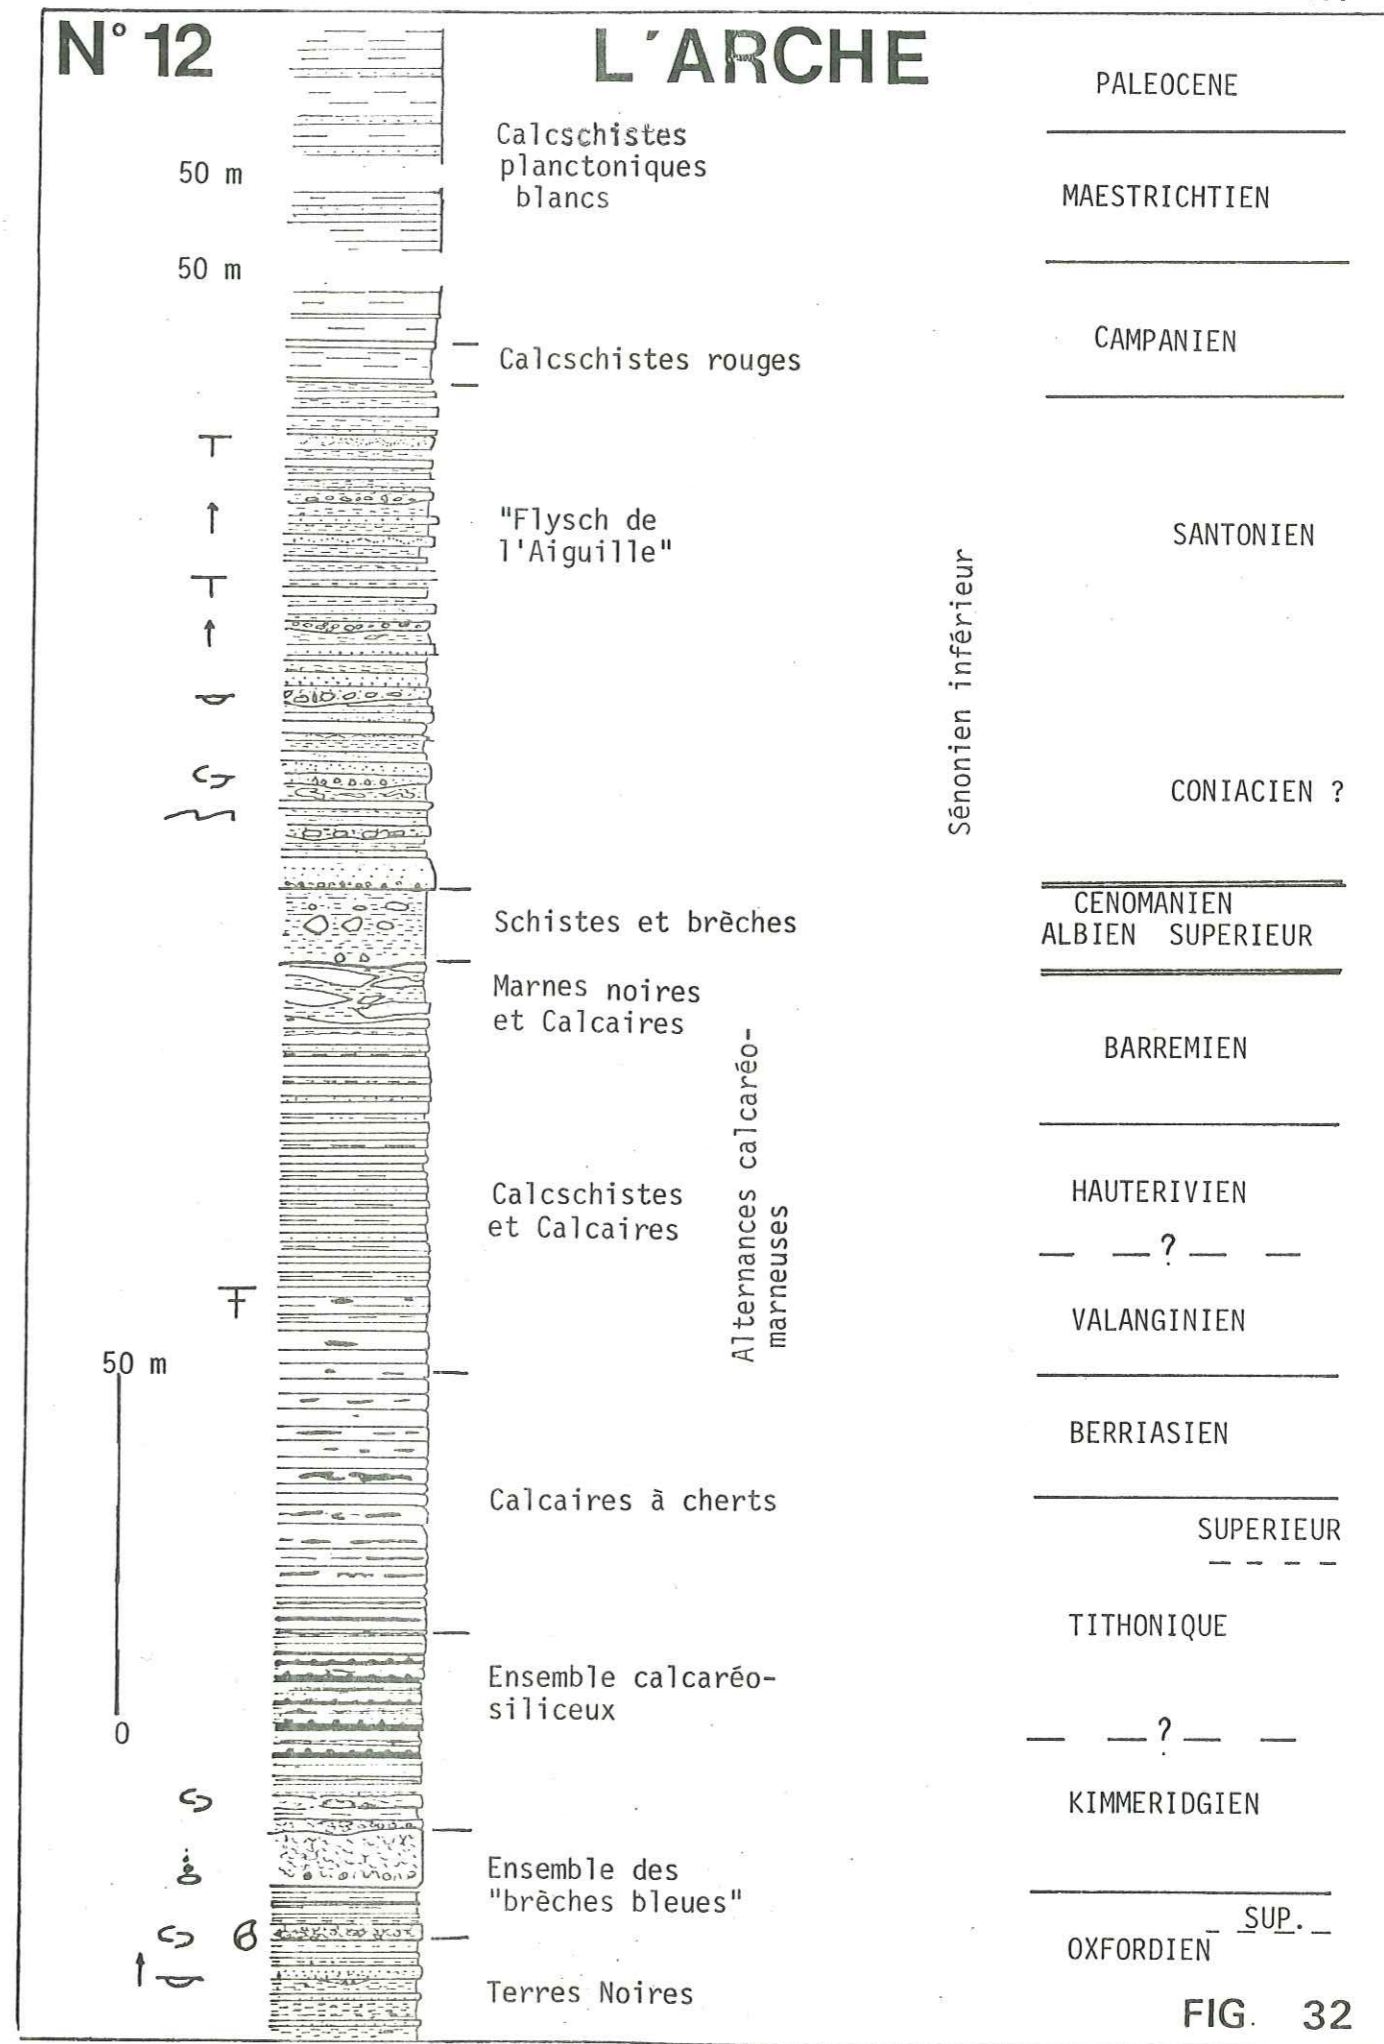 N° 12
L'ARCHE
PALEOCENE
Calcschistes
planctoniques
blancs
50 m
MAESTRICHTIEN
50 m
CAMPANIEN
Calcschistes rouges
"Flysch de
l'Aiguille"
SANTONIEN
Sénonien inférieur
CONIACIEN ?
CENOMANIEN
ALBIEN SUPERIEUR
Schistes et brèches
Marnes noires
et Calcaires
BARREMIEN
Alternances calcaréo-
marneuses
Calcschistes
et Calcaires
HAUTERIVIEN
?
VALANGINIEN
50 m
BERRIASIEN
Calcaires à cherts
SUPERIEUR
TITHONIQUE
Ensemble calcaréo-
siliceux
?
0
KIMMERIDGIEN
Ensemble des
"brèches bleues"
SUP.
OXFORDIEN
Terres Noires
FIG. 32